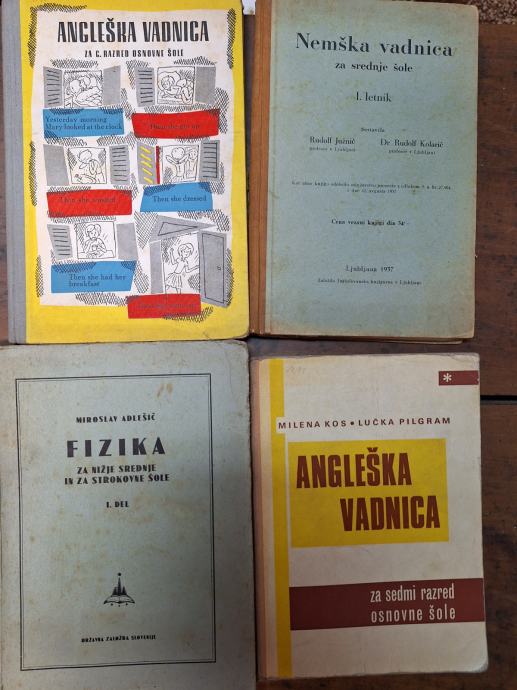 ANGLEŠKA VADNICA
ZA 6. RAZRED OSNOVNE ŠOLE
Yesterday morning
Mary looked at the clock
Then she got up
Then she washed
Then she dressed
Then she had her
breakfast
Nemška vadnica
za srednje šole
I. letnik
Sestavila
Rudolf Južnič
profesor v Ljubljani
Dr. Rudolf Kolarič
profesor v Ljubljani
Cena vezani knjigi din 34'—
Ljubljana 1937
Založila Jugoslovanska knjigarna v Ljubljani
MIROSLAV ADLEŠIČ
FIZIKA
ZA NIŽJE SREDNJE
IN ZA STROKOVNE ŠOLE
I. DEL
DRŽAVNA ZALOŽBA SLOVENIJE
*
MILENA KOS • LUČKA PILGRAM
ANGLEŠKA
VADNICA
za sedmi razred
osnovne šole